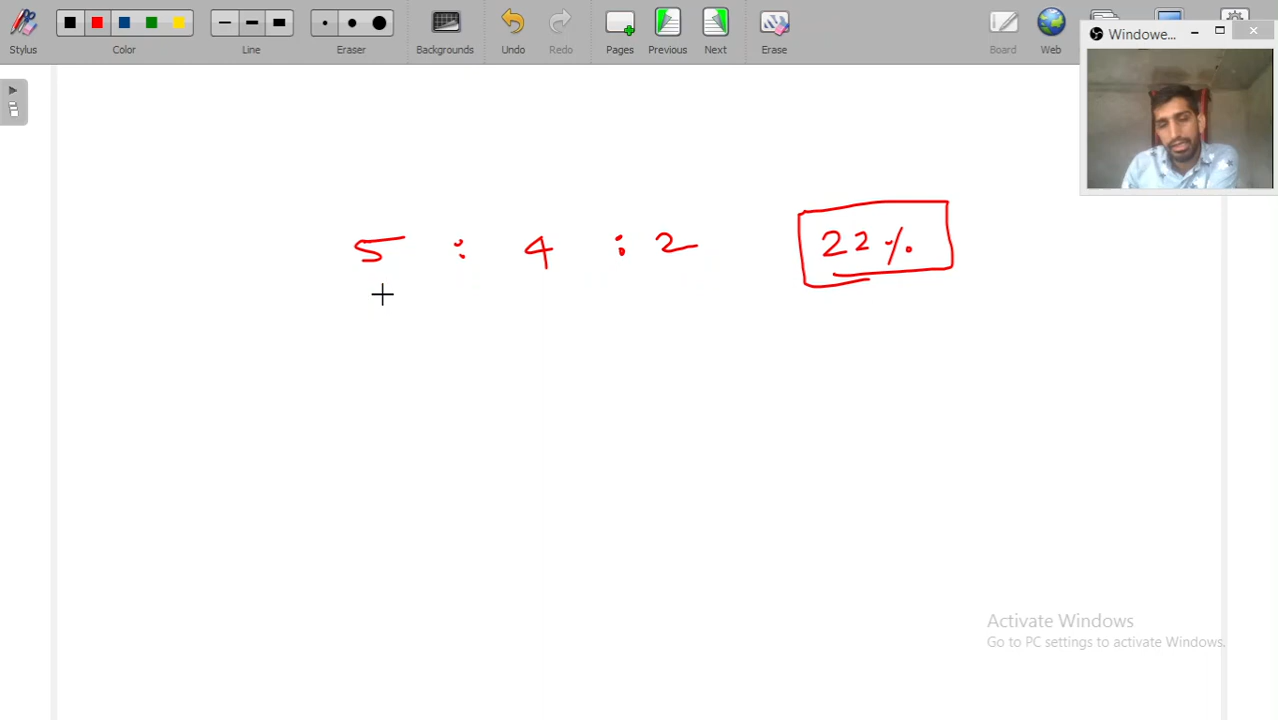 Stylus Color Line Eraser Backgrounds Undo Redo Pages Previous Next Erase Board Web
Windowe...
5 : 4 : 2 22%
Activate Windows
Go to PC settings to activate Windows.